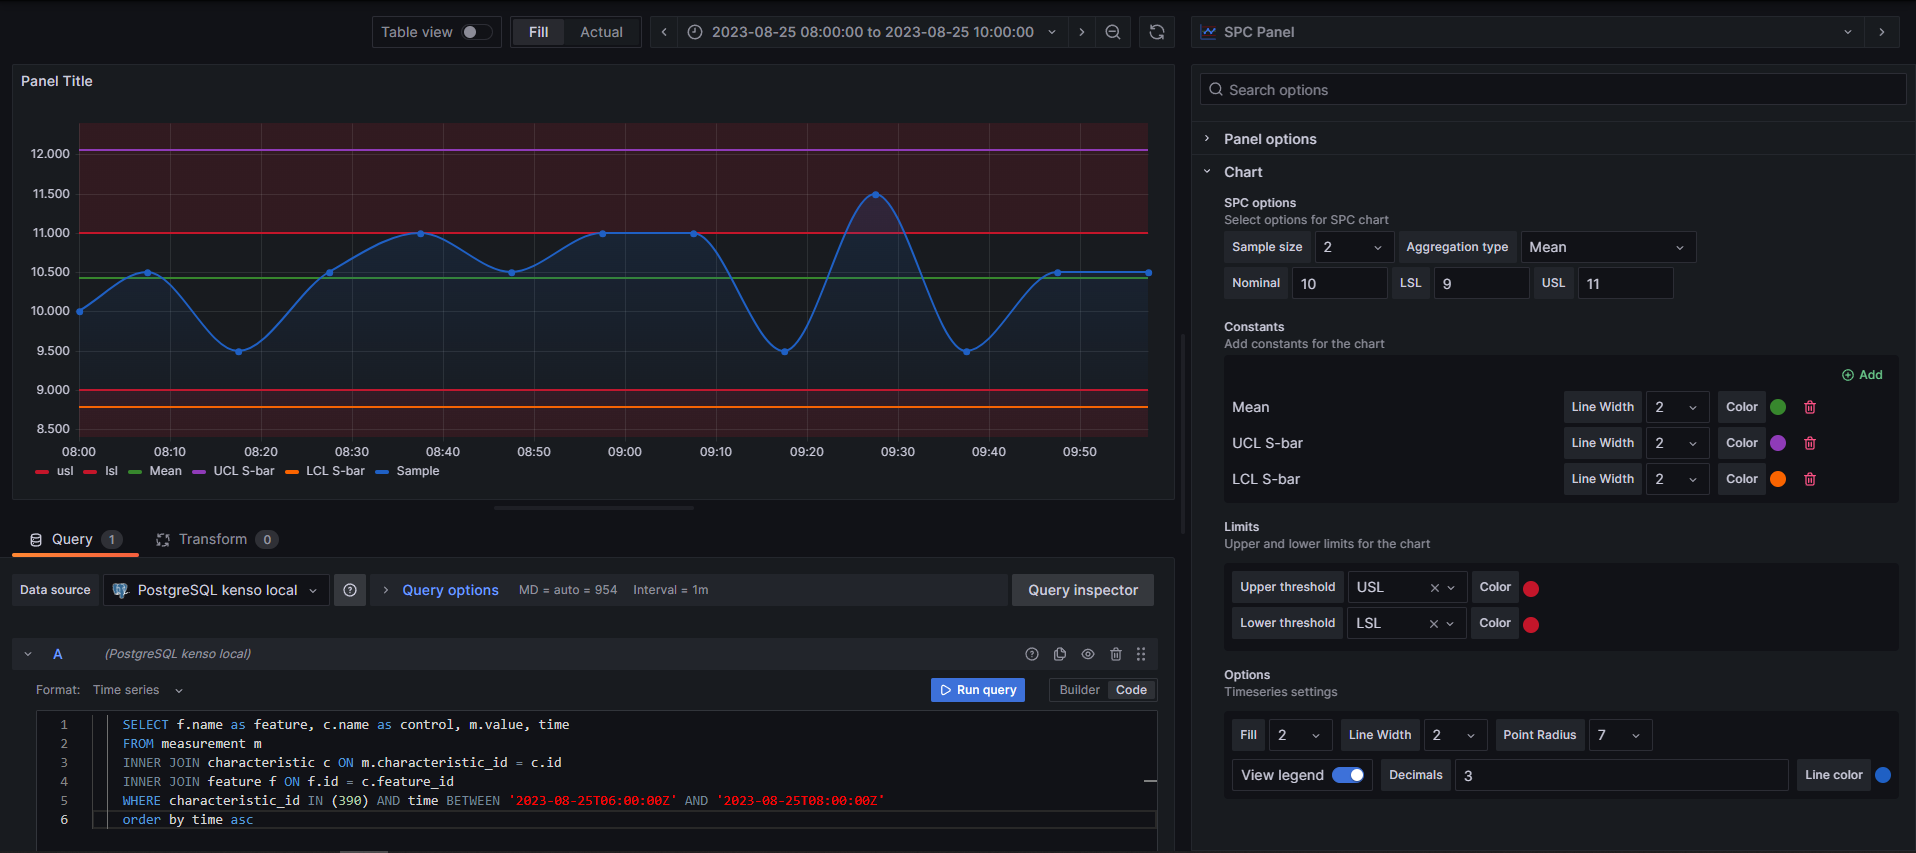 Table view
Fill Actual
2023-08-25 08:00:00 to 2023-08-25 10:00:00
SPC Panel
Panel Title
12.000
11.500
11.000
10.500
10.000
9.500
9.000
8.500
08:00 08:10 08:20 08:30 08:40 08:50 09:00 09:10 09:20 09:30 09:40 09:50
usl lsl Mean UCL S-bar LCL S-bar Sample
Query 1 Transform 0
Data source PostgreSQL kenso local Query options MD = auto = 954 Interval = 1m Query inspector
A (PostgreSQL kenso local)
Format: Time series Run query Builder Code
1 SELECT f.name as feature, c.name as control, m.value, time
2 FROM measurement m
3 INNER JOIN characteristic c ON m.characteristic_id = c.id
4 INNER JOIN feature f ON f.id = c.feature_id
5 WHERE characteristic_id IN (390) AND time BETWEEN '2023-08-25T06:00:00Z' AND '2023-08-25T08:00:00Z'
6 order by time asc
Search options
Panel options
Chart
SPC options
Select options for SPC chart
Sample size 2 Aggregation type Mean
Nominal 10 LSL 9 USL 11
Constants
Add constants for the chart
Add
Mean Line Width 2 Color
UCL S-bar Line Width 2 Color
LCL S-bar Line Width 2 Color
Limits
Upper and lower limits for the chart
Upper threshold USL Color
Lower threshold LSL Color
Options
Timeseries settings
Fill 2 Line Width 2 Point Radius 7
View legend Decimals 3 Line color